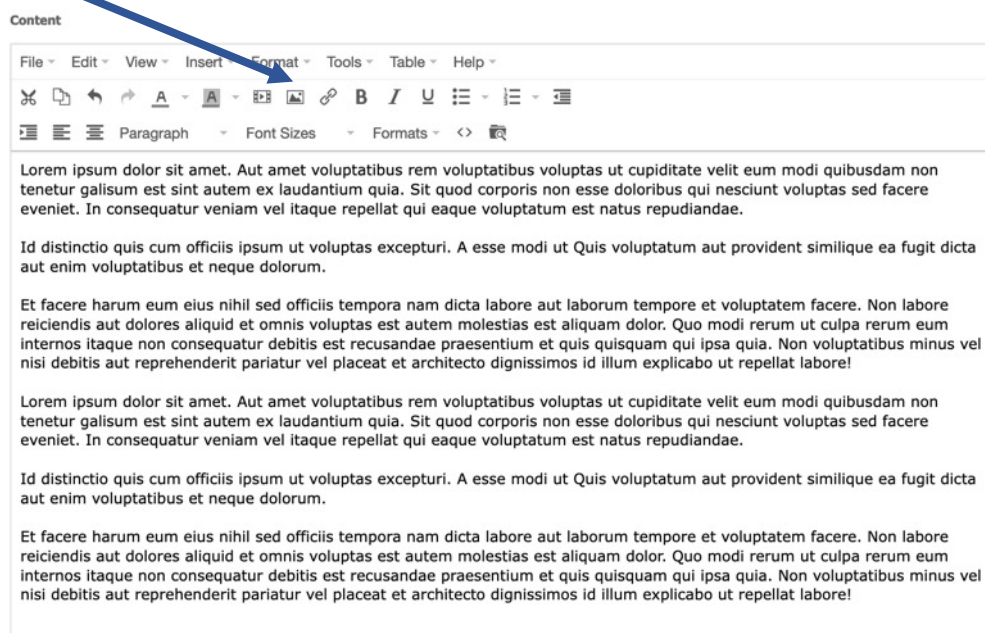 Content
File Edit View Insert Format Tools Table Help
A A B I U
Paragraph Font Sizes Formats <>
Lorem ipsum dolor sit amet. Aut amet voluptatibus rem voluptatibus voluptas ut cupiditate velit eum modi quibusdam non
tenetur galisum est sint autem ex laudantium quia. Sit quod corporis non esse doloribus qui nesciunt voluptas sed facere
eveniet. In consequatur veniam vel itaque repellat qui eaque voluptatum est natus repudiandae.
Id distinctio quis cum officiis ipsum ut voluptas excepturi. A esse modi ut Quis voluptatum aut provident similique ea fugit dicta
aut enim voluptatibus et neque dolorum.
Et facere harum eum eius nihil sed officiis tempora nam dicta labore aut laborum tempore et voluptatem facere. Non labore
reiciendis aut dolores aliquid et omnis voluptas est autem molestias est aliquam dolor. Quo modi rerum ut culpa rerum eum
internos itaque non consequatur debitis est recusandae praesentium et quis quisquam qui ipsa quia. Non voluptatibus minus vel
nisi debitis aut reprehenderit pariatur vel placeat et architecto dignissimos id illum explicabo ut repellat labore!
Lorem ipsum dolor sit amet. Aut amet voluptatibus rem voluptatibus voluptas ut cupiditate velit eum modi quibusdam non
tenetur galisum est sint autem ex laudantium quia. Sit quod corporis non esse doloribus qui nesciunt voluptas sed facere
eveniet. In consequatur veniam vel itaque repellat qui eaque voluptatum est natus repudiandae.
Id distinctio quis cum officiis ipsum ut voluptas excepturi. A esse modi ut Quis voluptatum aut provident similique ea fugit dicta
aut enim voluptatibus et neque dolorum.
Et facere harum eum eius nihil sed officiis tempora nam dicta labore aut laborum tempore et voluptatem facere. Non labore
reiciendis aut dolores aliquid et omnis voluptas est autem molestias est aliquam dolor. Quo modi rerum ut culpa rerum eum
internos itaque non consequatur debitis est recusandae praesentium et quis quisquam qui ipsa quia. Non voluptatibus minus vel
nisi debitis aut reprehenderit pariatur vel placeat et architecto dignissimos id illum explicabo ut repellat labore!